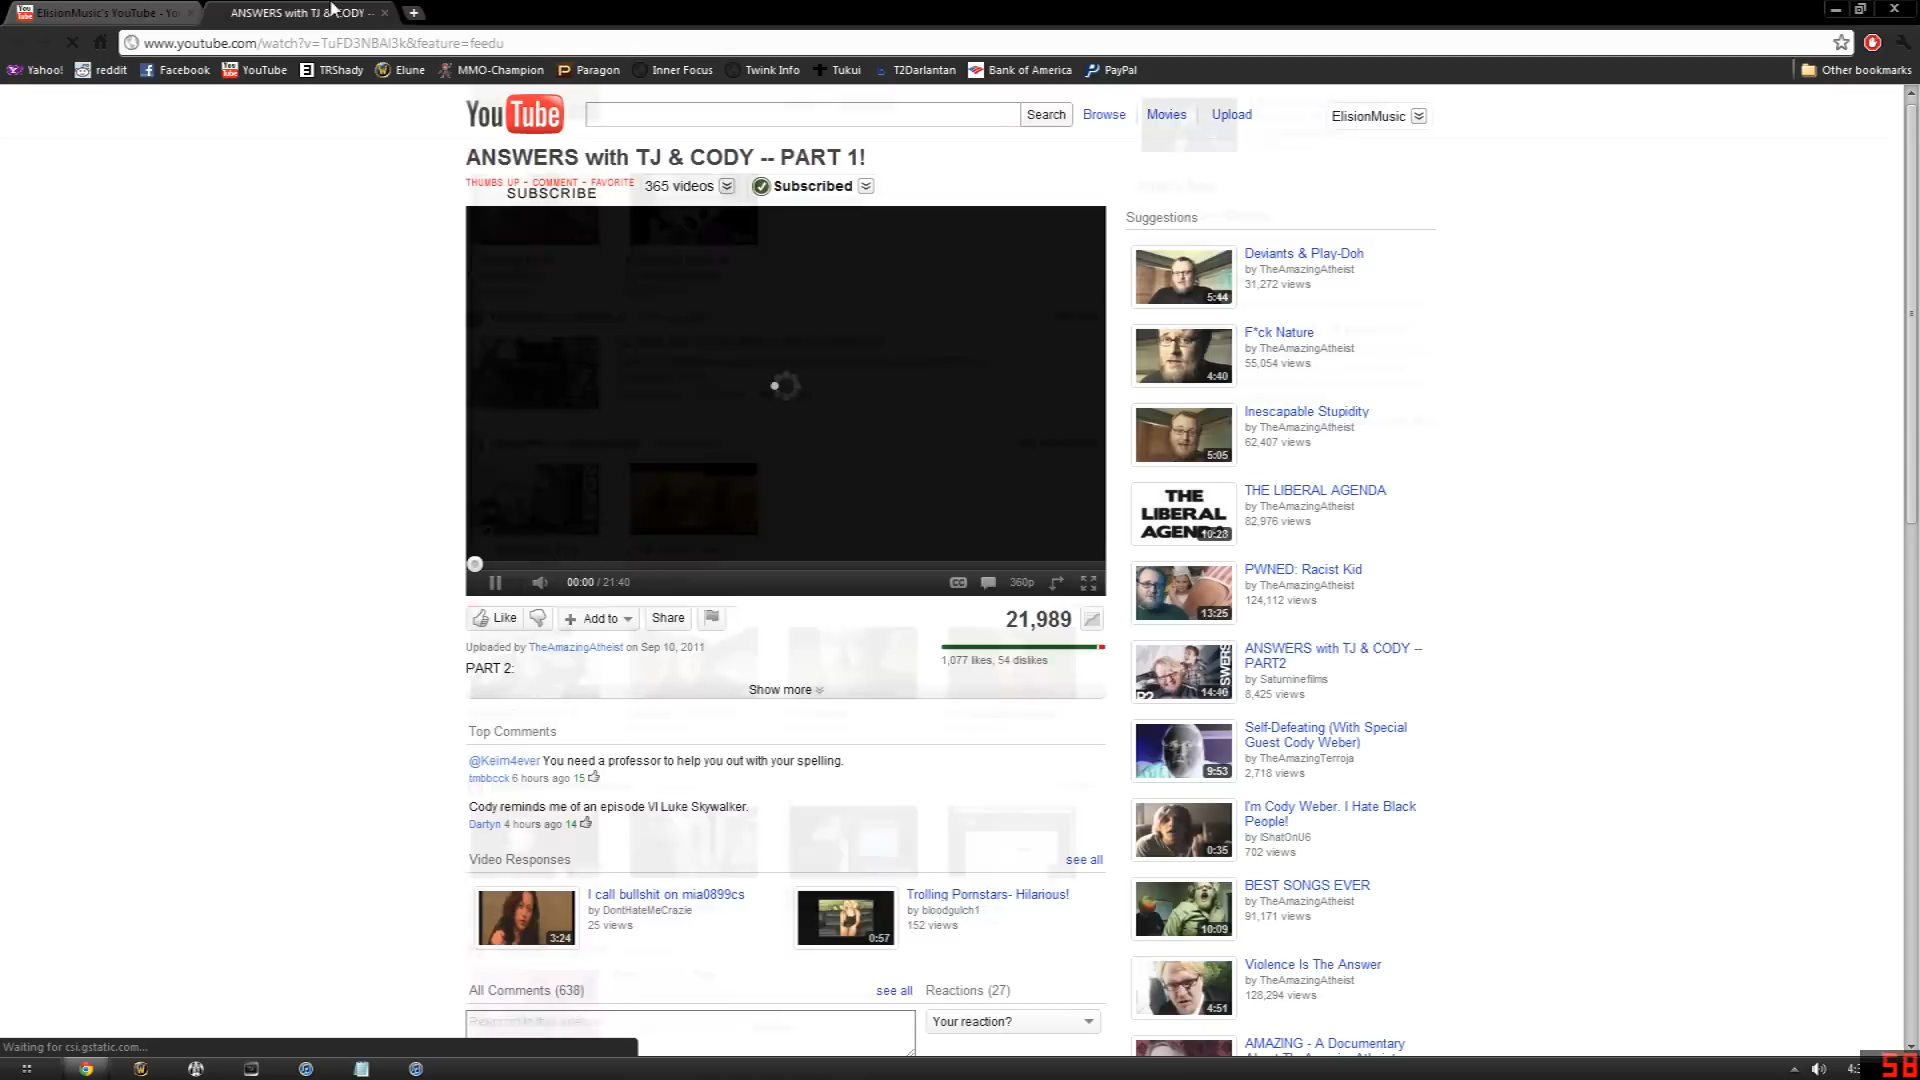 ElisionMusic's YouTube - Yo
ANSWERS with TJ & CODY --
www.youtube.com/watch?v=TuFD3NBAl3k&feature=feedu
Yahoo! reddit Facebook YouTube TRShady Elune MMO-Champion Paragon Inner Focus Twink Info Tukui T2Darlantan Bank of America PayPal Other bookmarks
YouTube Search Browse Movies Upload ElisionMusic
ANSWERS with TJ & CODY -- PART 1!
THUMBS UP - COMMENT - FAVORITE
SUBSCRIBE
365 videos Subscribed
00:00 / 21:40 CC 360p
Like Add to Share 21,989
Uploaded by TheAmazingAtheist on Sep 10, 2011
1,077 likes, 54 dislikes
PART 2:
Show more
Top Comments
@Keim4ever You need a professor to help you out with your spelling.
tmbbcck 6 hours ago 15
Cody reminds me of an episode VI Luke Skywalker.
Dartyn 4 hours ago 14
Video Responses see all
3:24
I call bullshit on mia0899cs
by DontHateMeCrazie
25 views
0:57
Trolling Pornstars- Hilarious!
by bloodgulch1
152 views
All Comments (638) see all Reactions (27)
Your reaction?
Suggestions
5:44
Deviants & Play-Doh
by TheAmazingAtheist
31,272 views
4:40
F*ck Nature
by TheAmazingAtheist
55,054 views
5:05
Inescapable Stupidity
by TheAmazingAtheist
62,407 views
THE
LIBERAL
AGENDA
10:28
THE LIBERAL AGENDA
by TheAmazingAtheist
82,976 views
13:25
PWNED: Racist Kid
by TheAmazingAtheist
124,112 views
14:40
ANSWERS with TJ & CODY --
PART2
by Saturninefilms
8,425 views
9:53
Self-Defeating (With Special
Guest Cody Weber)
by TheAmazingTerroja
2,718 views
0:35
I'm Cody Weber. I Hate Black
People!
by IShatOnU6
702 views
10:09
BEST SONGS EVER
by TheAmazingAtheist
91,171 views
4:51
Violence Is The Answer
by TheAmazingAtheist
128,294 views
AMAZING - A Documentary
Waiting for csi.gstatic.com...
58